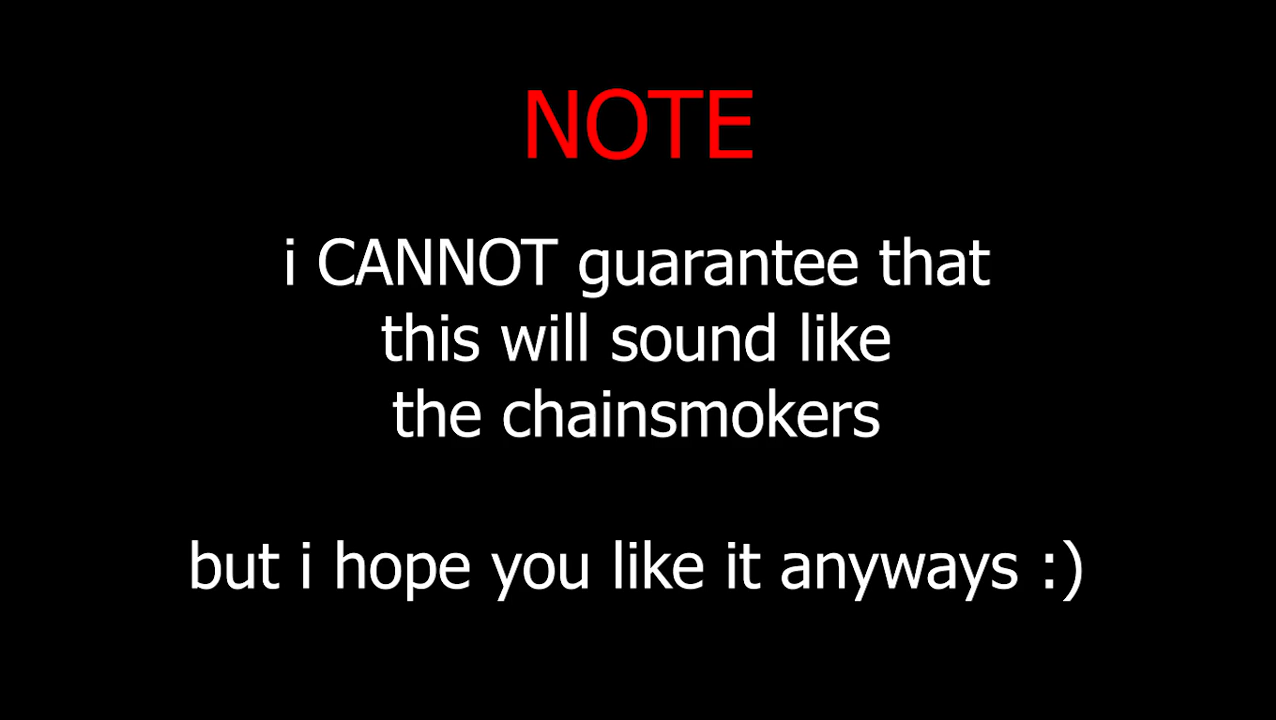 NOTE
i CANNOT guarantee that
this will sound like
the chainsmokers
but i hope you like it anyways :)